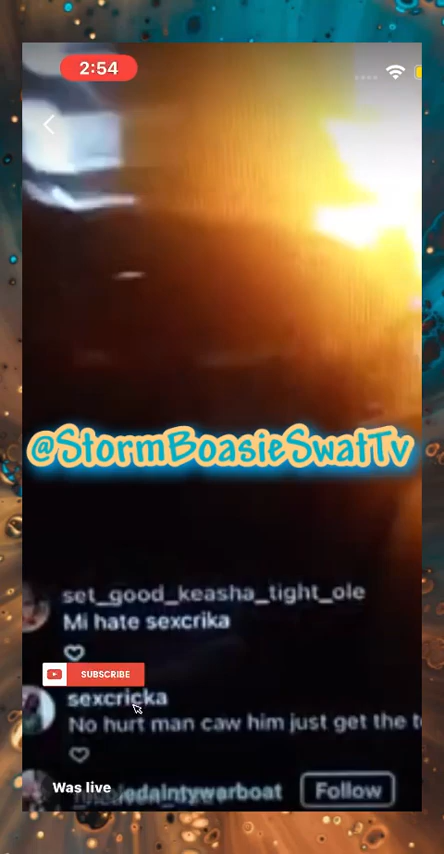 2:54
@StormBoasieSwatTv
set_good_keasha_tight_ole
Mi hate sexcrika
SUBSCRIBE
sexcricka
No hurt man caw him just get the
Was live
jedaintywarboat
Follow